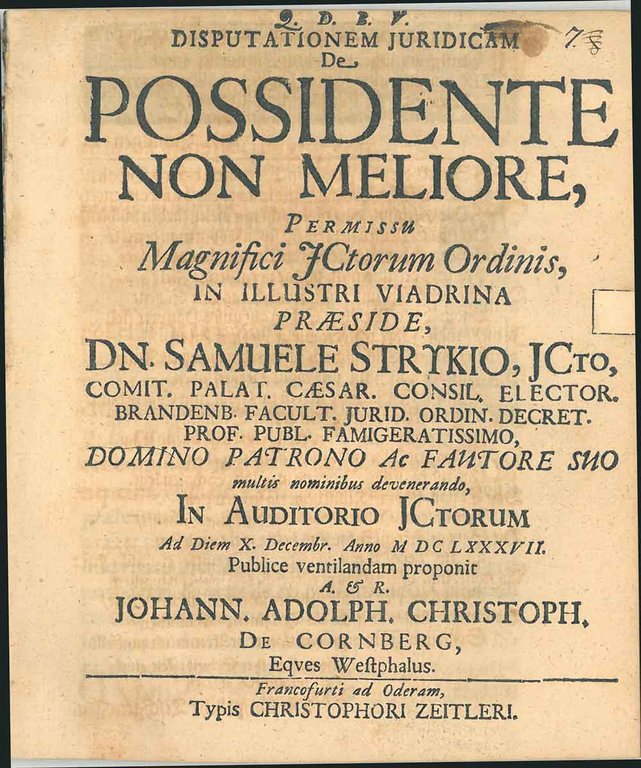 Q. D. B. V.
DISPUTATIONEM JURIDICAM
De
POSSIDENTE
NON MELIORE,
PERMISSU
Magnifici JCtorum Ordinis,
IN ILLUSTRI VIADRINA
PRÆSIDE,
DN. SAMUELE STRYKIO, JCTO,
COMIT. PALAT. CÆSAR. CONSIL. ELECTOR.
BRANDENB. FACULT. JURID. ORDIN. DECRET.
PROF. PUBL. FAMIGERATISSIMO,
DOMINO PATRONO Ac FAUTORE SUO
multis nominibus devenerando,
IN AUDITORIO JCTORUM
Ad Diem X. Decembr. Anno M DC LXXXVII.
Publice ventilandam proponit
A. & R.
JOHANN. ADOLPH. CHRISTOPH.
DE CORNBERG,
Eqves Westphalus.
Francofurti ad Oderam,
Typis CHRISTOPHORI ZEITLERI.
7.